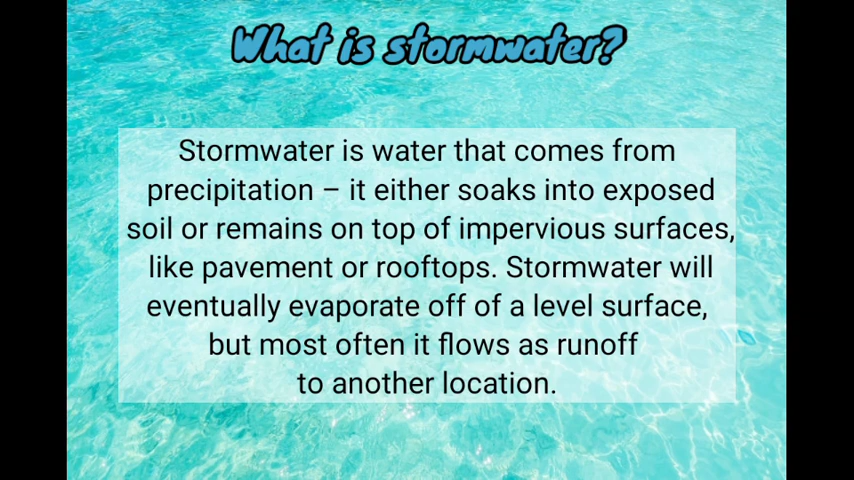 What is stormwater?
Stormwater is water that comes from
precipitation – it either soaks into exposed
soil or remains on top of impervious surfaces,
like pavement or rooftops. Stormwater will
eventually evaporate off of a level surface,
but most often it flows as runoff
to another location.